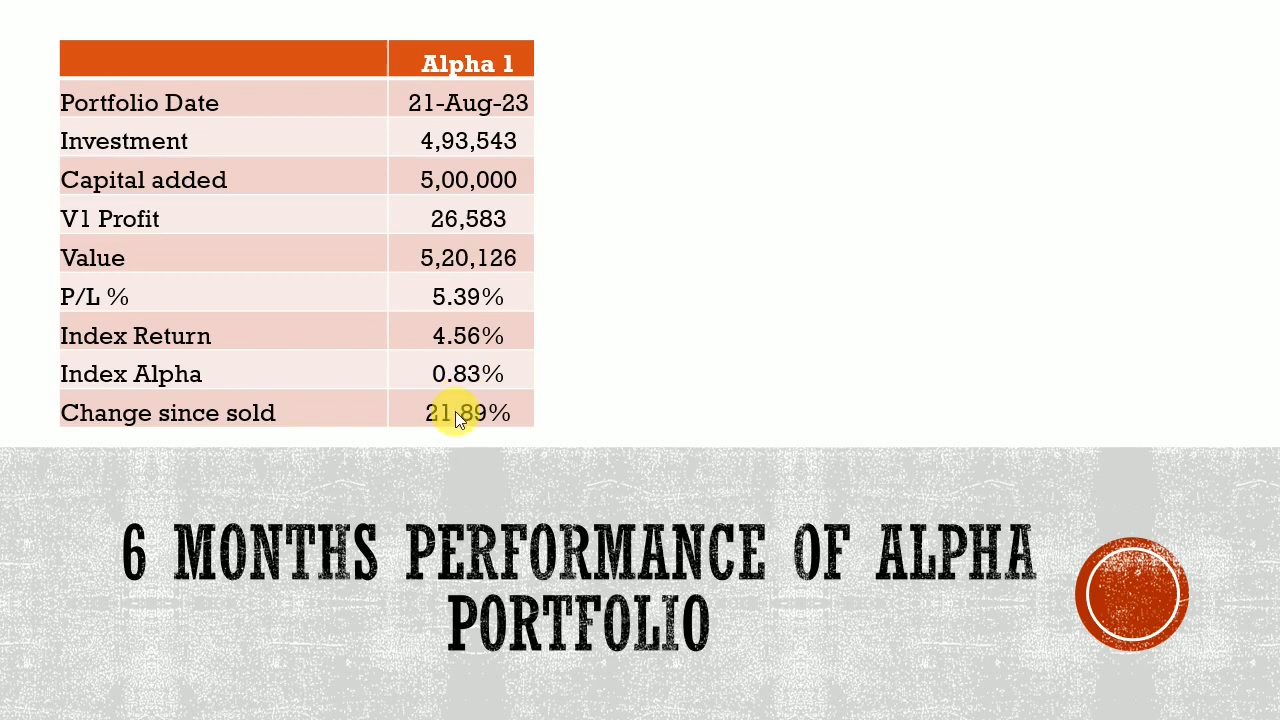 Alpha 1
Portfolio Date 21-Aug-23
Investment 4,93,543
Capital added 5,00,000
V1 Profit 26,583
Value 5,20,126
P/L % 5.39%
Index Return 4.56%
Index Alpha 0.83%
Change since sold 21.89%
6 MONTHS PERFORMANCE OF ALPHA
PORTFOLIO